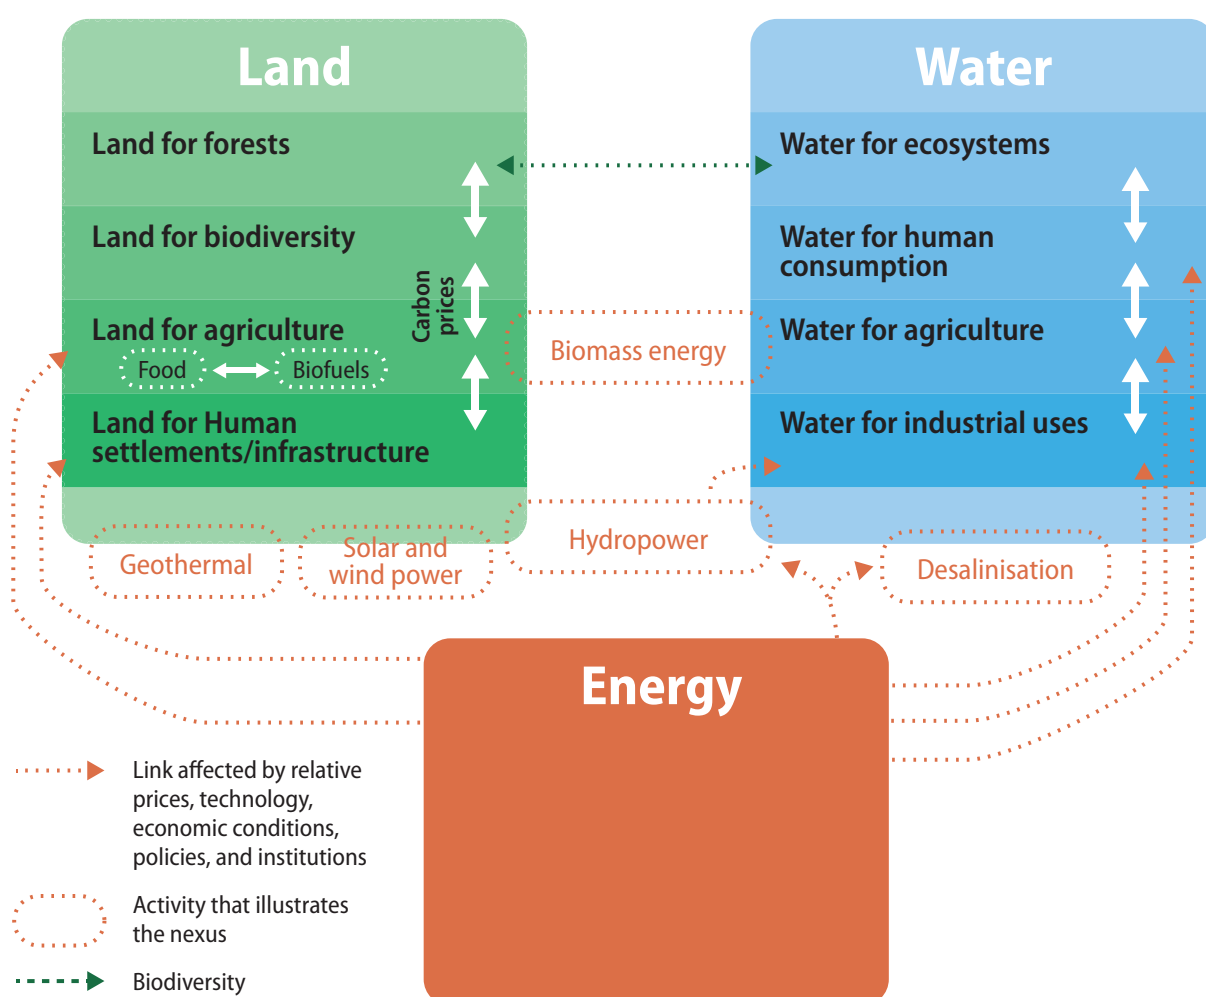 Land
Land for forests
Land for biodiversity
Carbon
prices
Land for agriculture
Food
Biofuels
Land for Human
settlements/infrastructure
Water
Water for ecosystems
Water for human
consumption
Water for agriculture
Water for industrial uses
Biomass energy
Geothermal
Solar and
wind power
Hydropower
Desalinisation
Energy
Link affected by relative
prices, technology,
economic conditions,
policies, and institutions
Activity that illustrates
the nexus
Biodiversity